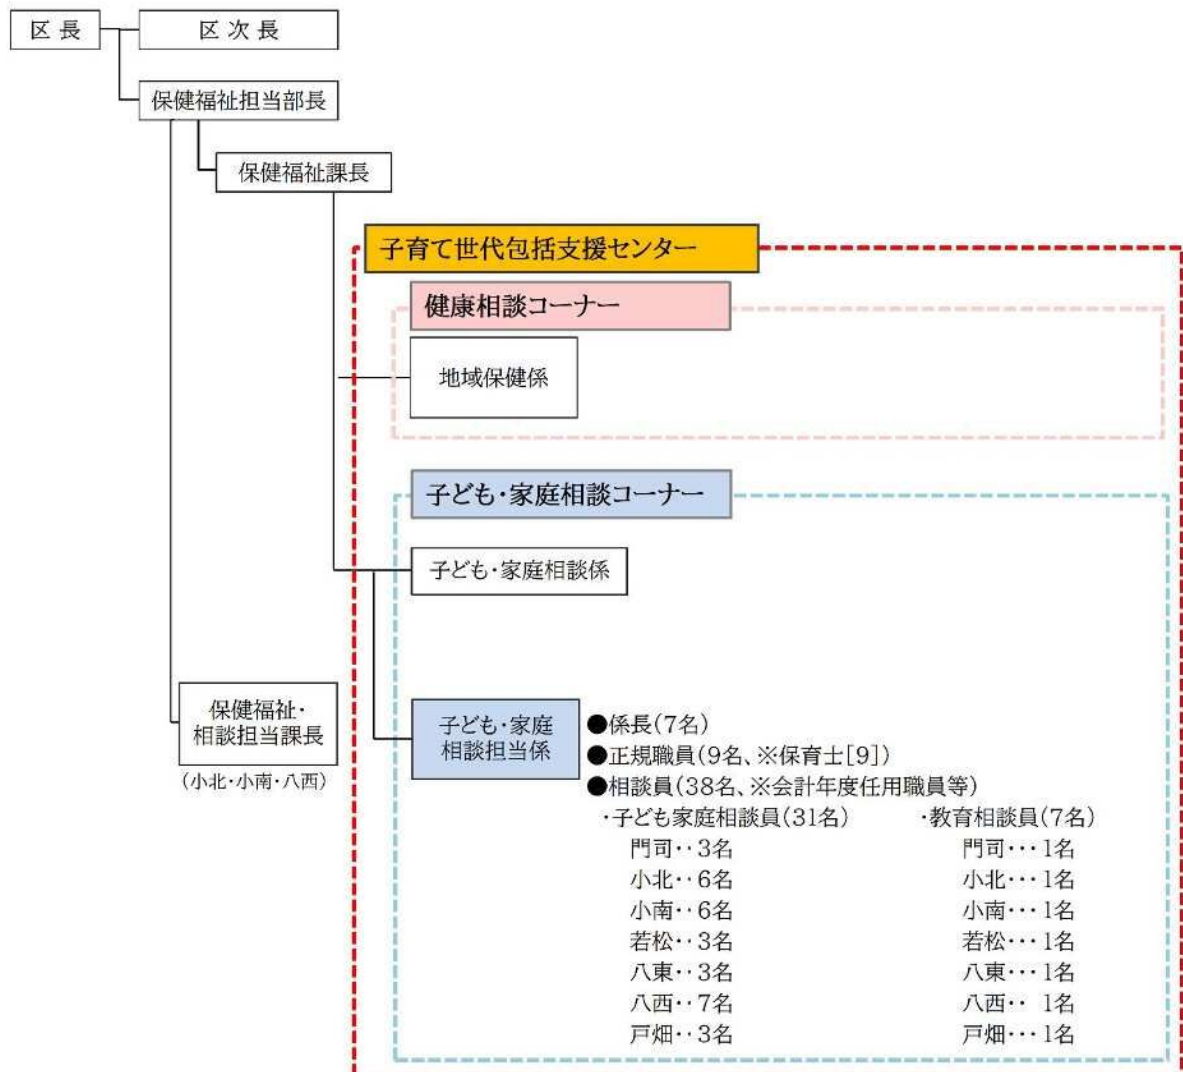 区 長
区 次 長
保健福祉担当部長
保健福祉課長
子育て世代包括支援センター
健康相談コーナー
地域保健係
子ども・家庭相談コーナー
子ども・家庭相談係
保健福祉・
相談担当課長
(小北・小南・八西)
子ども・家庭
相談担当係
●係長(7名)
●正規職員(9名、※保育士[9])
●相談員(38名、※会計年度任用職員等)
・子ども家庭相談員(31名)
門司・・3名
小北・・6名
小南・・6名
若松・・3名
八東・・3名
八西・・7名
戸畑・・3名
・教育相談員(7名)
門司・・・1名
小北・・・1名
小南・・・1名
若松・・・1名
八東・・・1名
八西・・ 1名
戸畑・・・1名